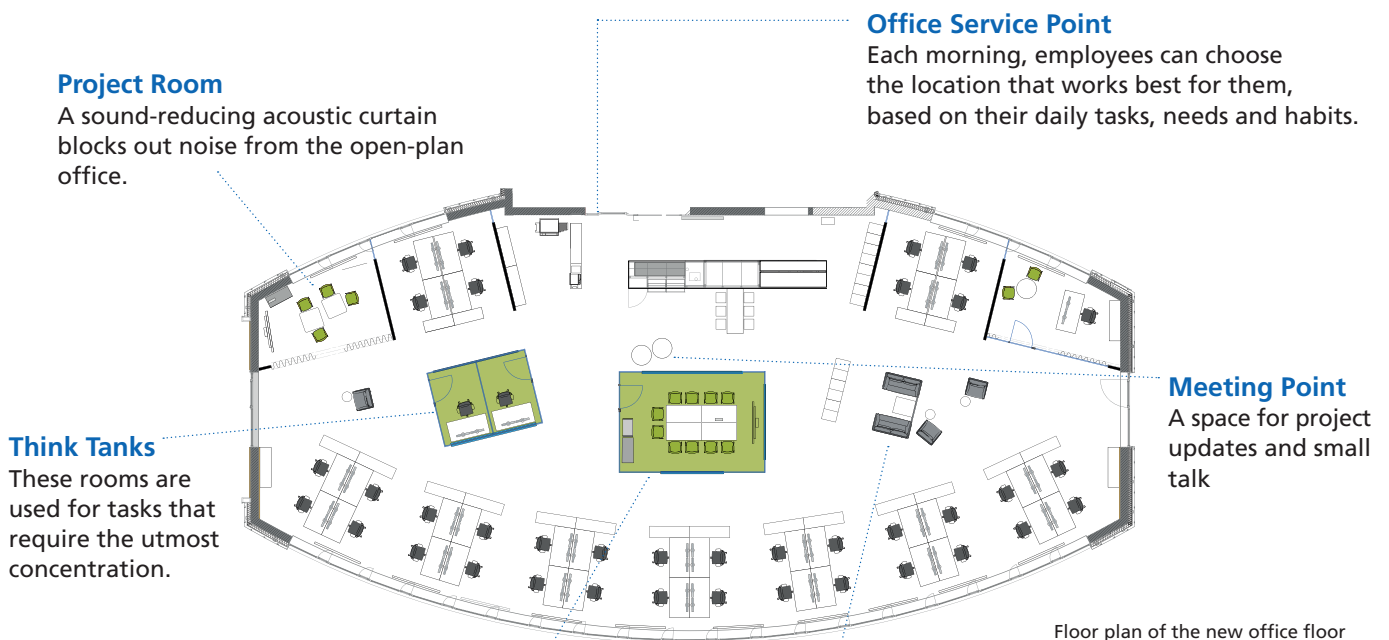 Office Service Point
Each morning, employees can choose
the location that works best for them,
based on their daily tasks, needs and habits.
Project Room
A sound-reducing acoustic curtain
blocks out noise from the open-plan
office.
Meeting Point
A space for project
updates and small
talk
Think Tanks
These rooms are
used for tasks that
require the utmost
concentration.
Floor plan of the new office floor